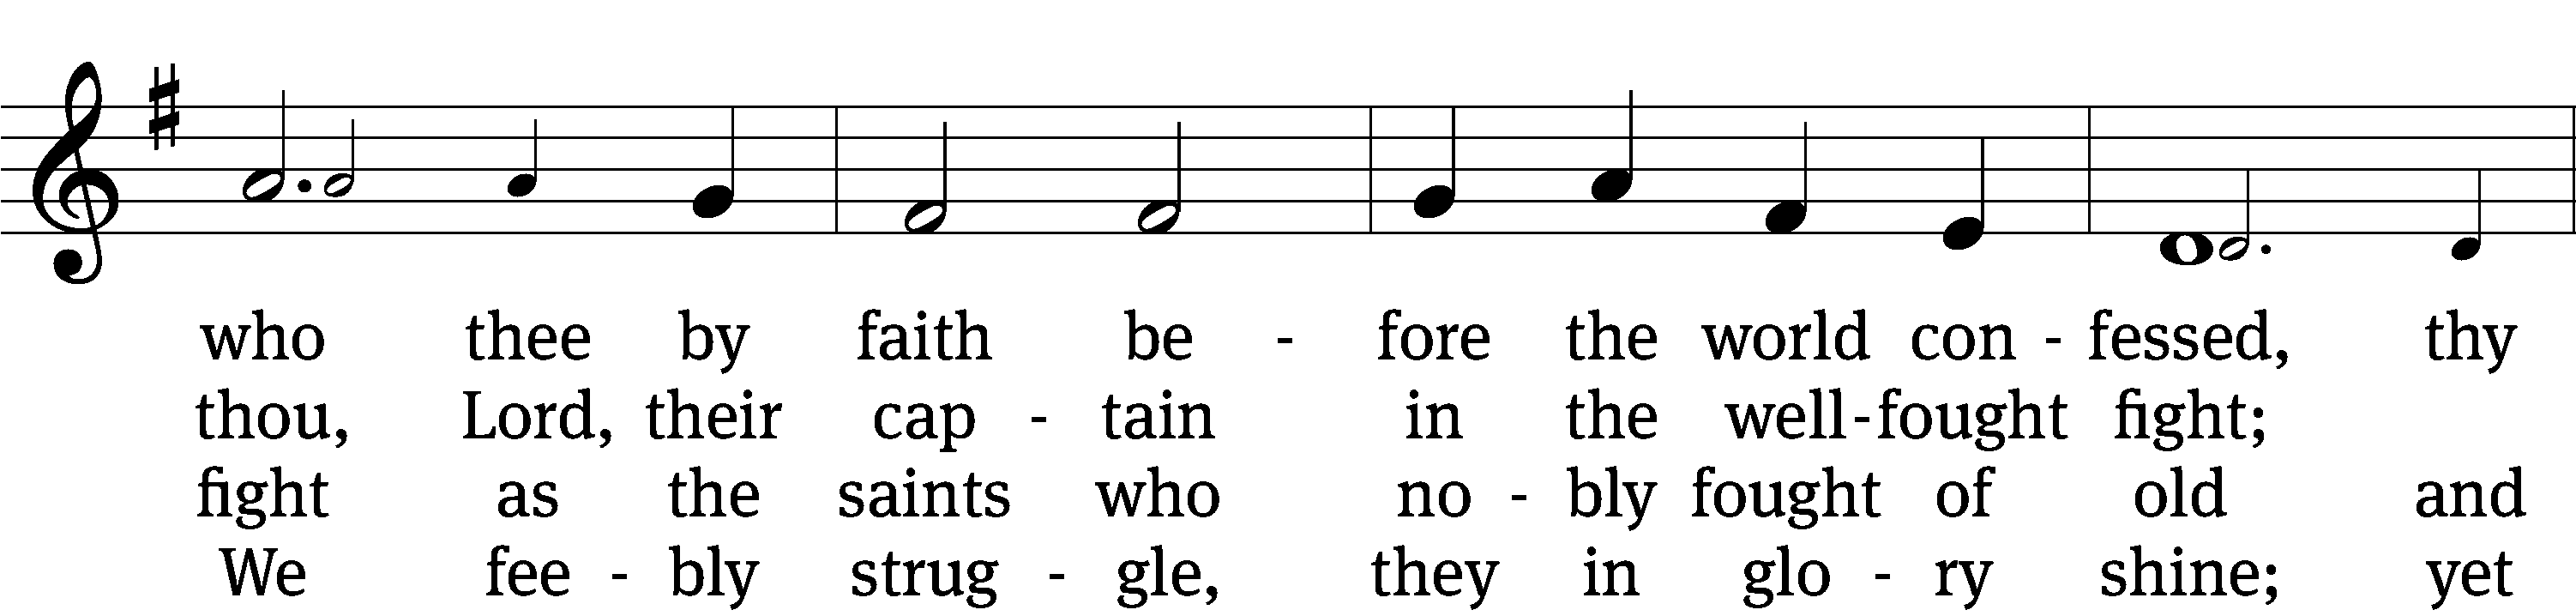 who thee by faith be - fore the world con - fessed, thy
thou, Lord, their cap - tain in the well - fought fight;
fight as the saints who no - bly fought of old and
We fee - bly strug - gle, they in glo - ry shine; yet